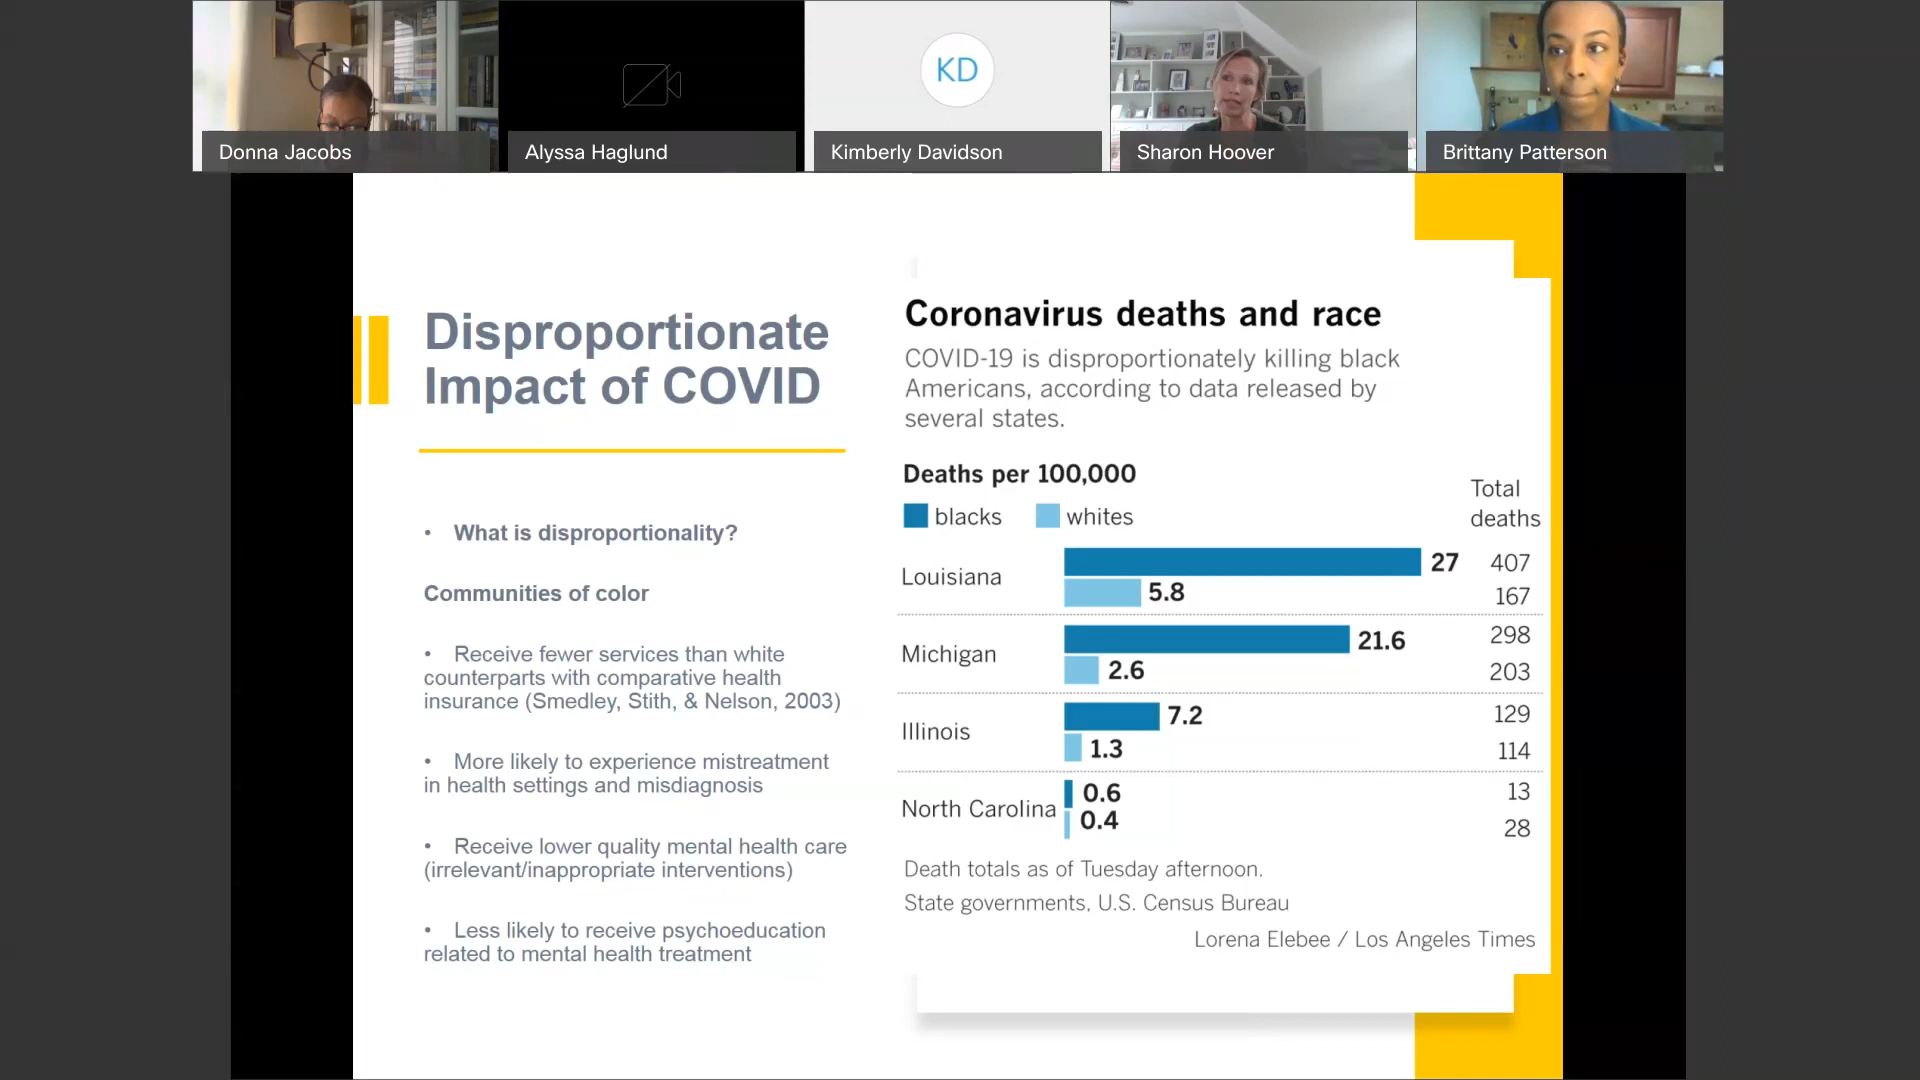 Donna Jacobs
Alyssa Haglund
KD
Kimberly Davidson
Sharon Hoover
Brittany Patterson
Disproportionate
Impact of COVID
• What is disproportionality?
Communities of color
• Receive fewer services than white
counterparts with comparative health
insurance (Smedley, Stith, & Nelson, 2003)
• More likely to experience mistreatment
in health settings and misdiagnosis
• Receive lower quality mental health care
(irrelevant/inappropriate interventions)
• Less likely to receive psychoeducation
related to mental health treatment
Coronavirus deaths and race
COVID-19 is disproportionately killing black
Americans, according to data released by
several states.
Deaths per 100,000
Total
deaths
blacks whites
Louisiana
27 407
5.8 167
Michigan
21.6 298
2.6 203
Illinois
7.2 129
1.3 114
North Carolina
0.6 13
0.4 28
Death totals as of Tuesday afternoon.
State governments, U.S. Census Bureau
Lorena Elebee / Los Angeles Times